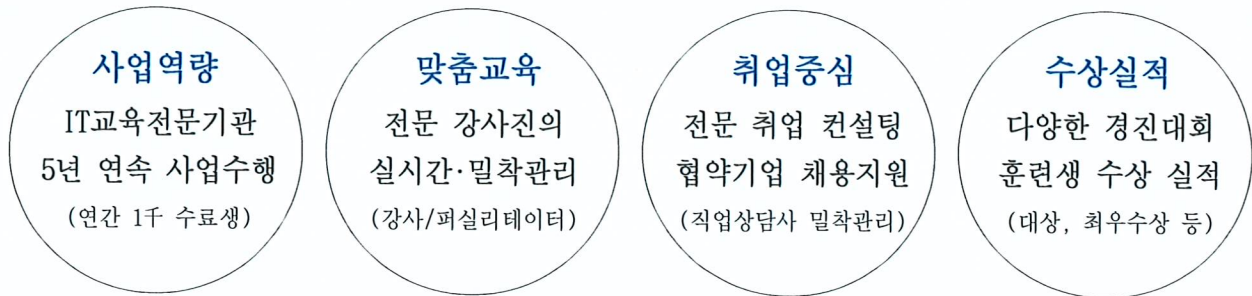 사업역량
IT교육전문기관
5년 연속 사업수행
(연간 1千 수료생)
맞춤교육
전문 강사진의
실시간·밀착관리
(강사/퍼실리테이터)
취업중심
전문 취업 컨설팅
협약기업 채용지원
(직업상담사 밀착관리)
수상실적
다양한 경진대회
훈련생 수상 실적
(대상, 최우수상 등)